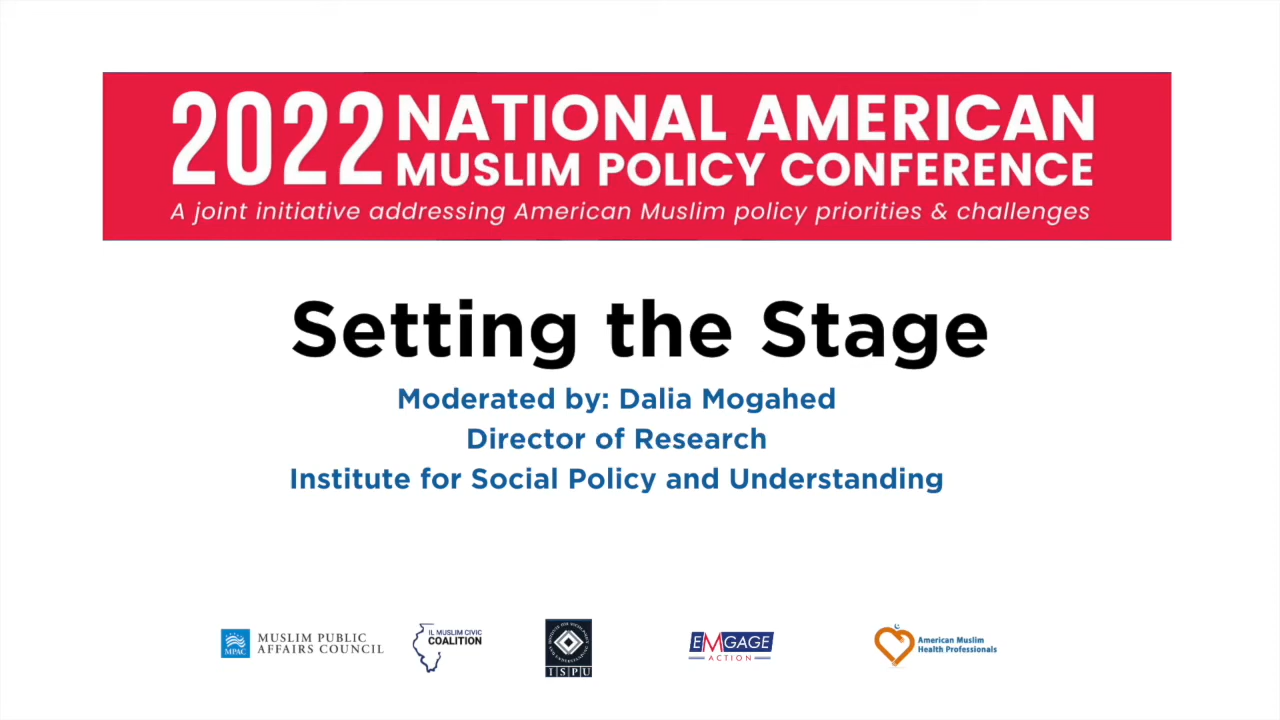 2022 NATIONAL AMERICAN
MUSLIM POLICY CONFERENCE
A joint initiative addressing American Muslim policy priorities & challenges
Setting the Stage
Moderated by: Dalia Mogahed
Director of Research
Institute for Social Policy and Understanding
MPAC
MUSLIM PUBLIC
AFFAIRS COUNCIL
IL MUSLIM CIVIC
COALITION
ISPU
EMGAGE
ACTION
American Muslim
Health Professionals